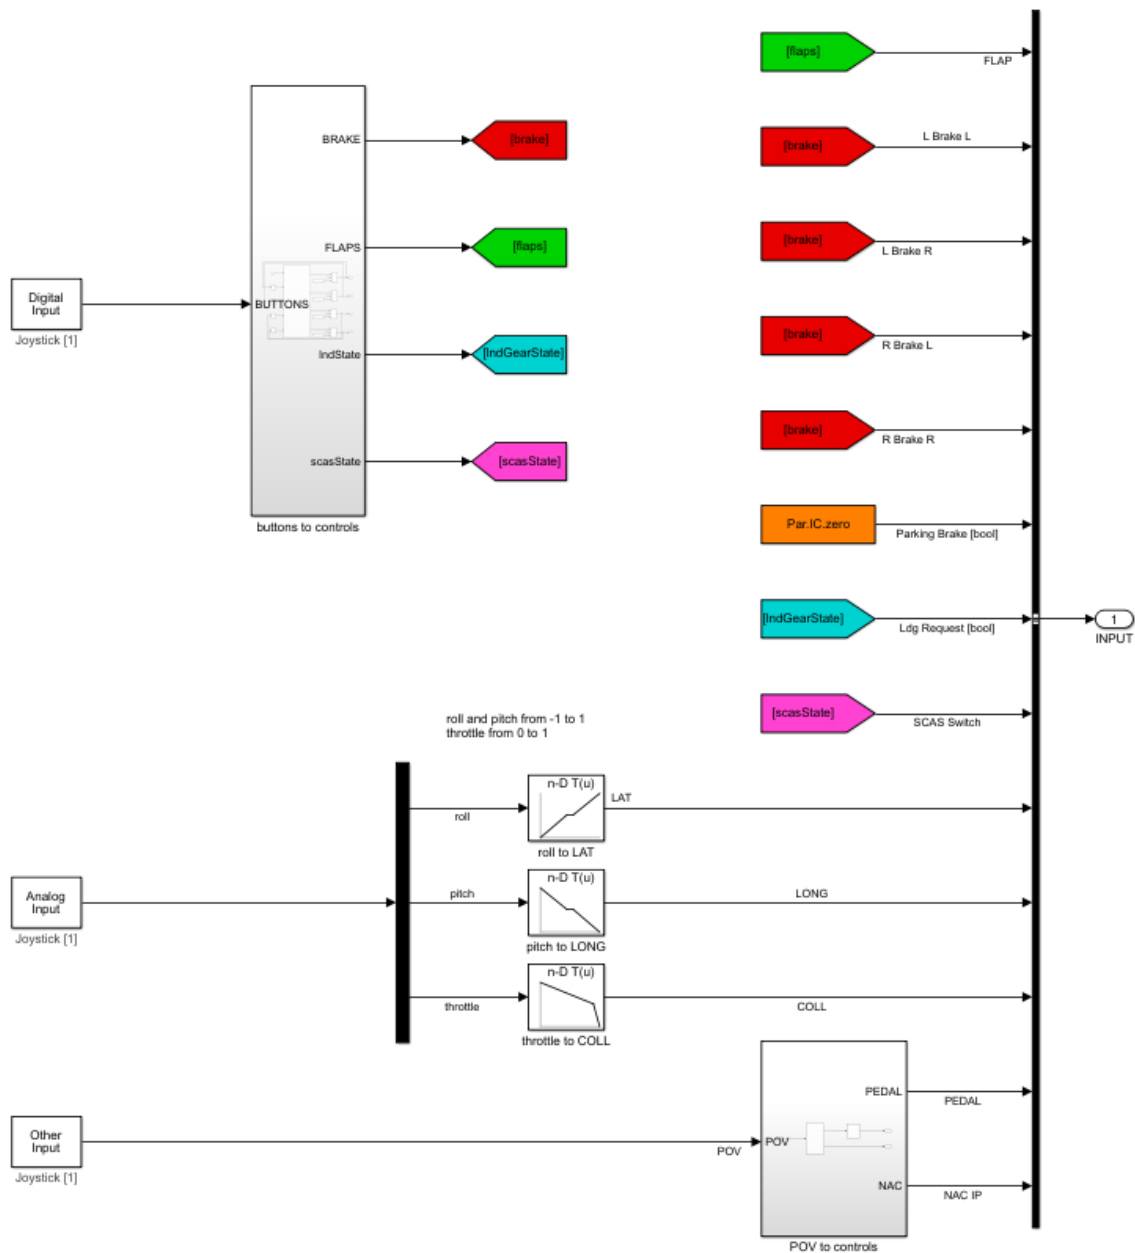 [flaps]
FLAP
BRAKE
[brake]
[brake]
L Brake L
FLAPS
[flaps]
[brake]
L Brake R
Digital
Input
Joystick [1]
BUTTONS
lndState
[lndGearState]
[brake]
R Brake L
scasState
[scasState]
[brake]
R Brake R
buttons to controls
Par.IC.zero
Parking Brake [bool]
[lndGearState]
Ldg Request [bool]
1
INPUT
[scasState]
SCAS Switch
roll and pitch from -1 to 1
throttle from 0 to 1
roll
n-D T(u)
roll to LAT
LAT
Analog
Input
Joystick [1]
pitch
n-D T(u)
pitch to LONG
LONG
throttle
n-D T(u)
throttle to COLL
COLL
Other
Input
Joystick [1]
POV
POV
PEDAL
PEDAL
NAC
NAC IP
POV to controls